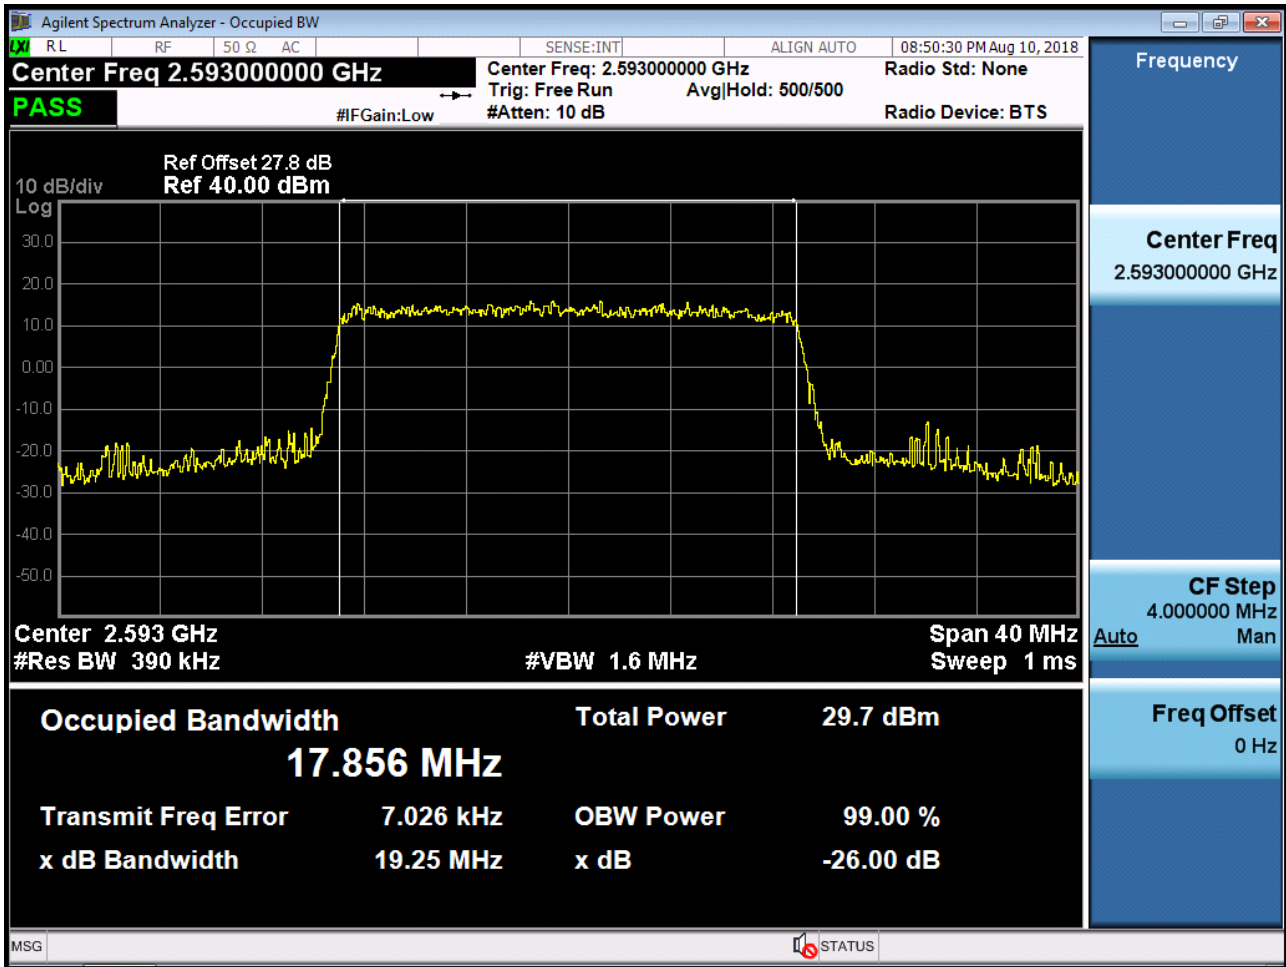 Agilent Spectrum Analyzer - Occupied BW
LXI RL RF 50 Ω AC SENSE:INT ALIGN AUTO 08:50:30 PM Aug 10, 2018
Center Freq 2.593000000 GHz
Center Freq: 2.593000000 GHz
Radio Std: None
Trig: Free Run Avg|Hold: 500/500
PASS
#IFGain:Low
#Atten: 10 dB
Radio Device: BTS
Ref Offset 27.8 dB
10 dB/div Ref 40.00 dBm
Log
30.0
20.0
10.0
0.00
-10.0
-20.0
-30.0
-40.0
-50.0
Center 2.593 GHz Span 40 MHz
#Res BW 390 kHz #VBW 1.6 MHz Sweep 1 ms
Occupied Bandwidth Total Power 29.7 dBm
17.856 MHz
Transmit Freq Error 7.026 kHz OBW Power 99.00 %
x dB Bandwidth 19.25 MHz x dB -26.00 dB
Frequency
Center Freq
2.593000000 GHz
CF Step
4.000000 MHz
Auto Man
Freq Offset
0 Hz
MSG STATUS